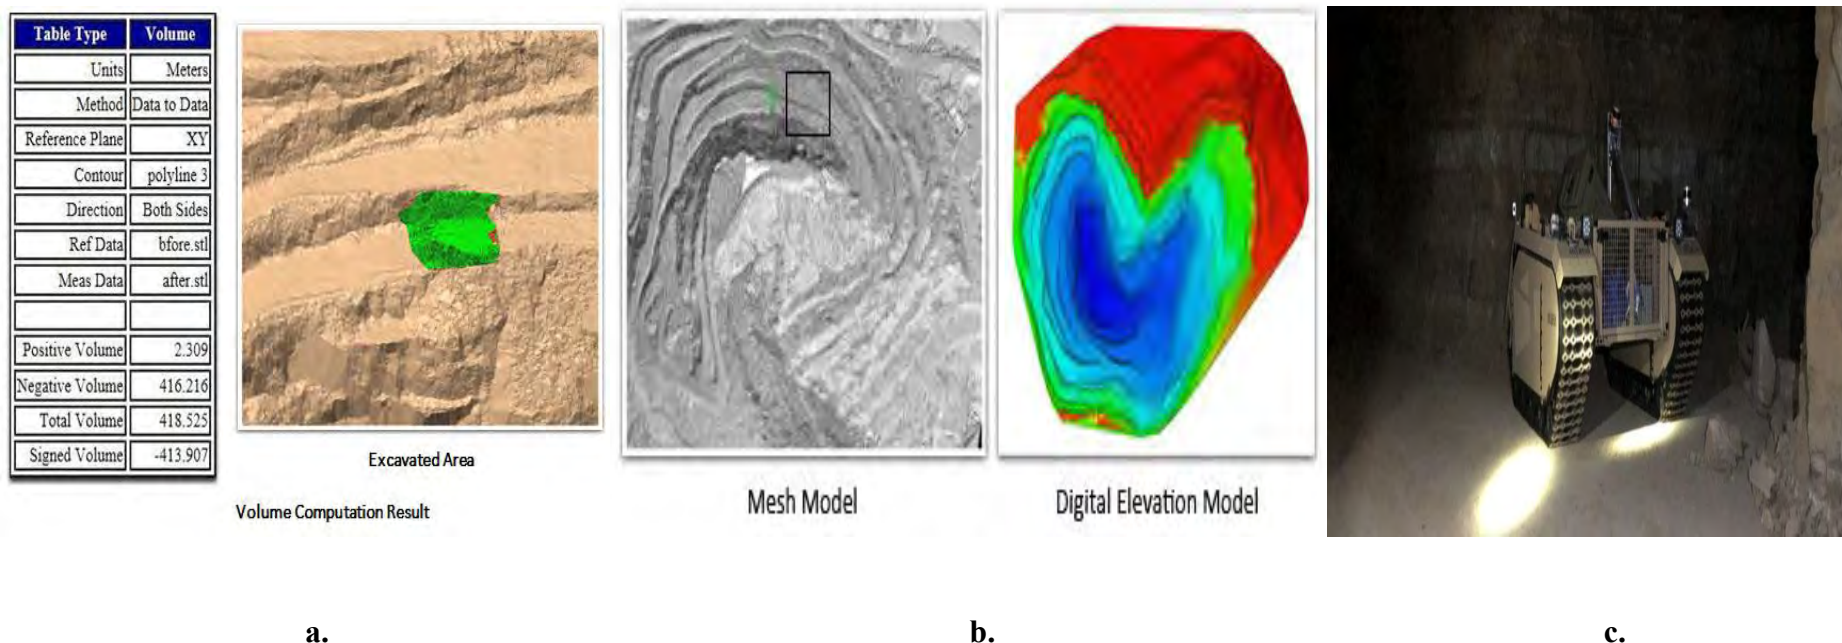 Table Type Volume
Units Meters
Method Data to Data
Reference Plane XY
Contour polyline 3
Direction Both Sides
Ref Data bfore.stl
Meas Data after.stl
Positive Volume 2.309
Negative Volume 416.216
Total Volume 418.525
Signed Volume -413.907
Excavated Area
Volume Computation Result
Mesh Model
Digital Elevation Model
a.
b.
c.